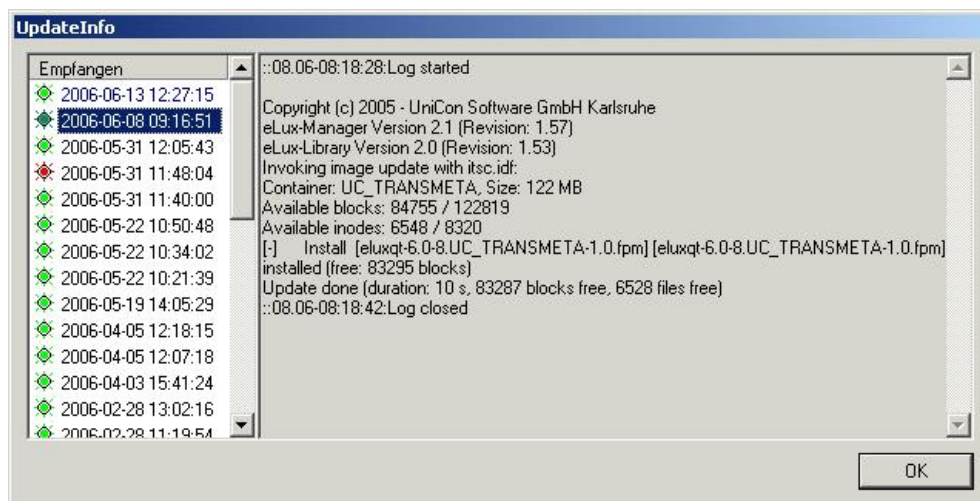 UpdateInfo
Empfangen
2006-06-13 12:27:15
2006-06-08 09:16:51
2006-05-31 12:05:43
2006-05-31 11:48:04
2006-05-31 11:40:00
2006-05-22 10:50:48
2006-05-22 10:34:02
2006-05-22 10:21:39
2006-05-19 14:05:29
2006-04-05 12:18:15
2006-04-05 12:07:18
2006-04-03 15:41:24
2006-02-28 13:02:16
2006-02-28 11:19:54
::08.06-08:18:28:Log started
Copyright (c) 2005 - UniCon Software GmbH Karlsruhe
eLux-Manager Version 2.1 (Revision: 1.57)
eLux-Library Version 2.0 (Revision: 1.53)
Invoking image update with itsc.idf:
Container: UC_TRANSMETA, Size: 122 MB
Available blocks: 84755 / 122819
Available inodes: 6548 / 8320
[-] Install [eluxqt-6.0-8.UC_TRANSMETA-1.0.fpm] [eluxqt-6.0-8.UC_TRANSMETA-1.0.fpm]
installed (free: 83295 blocks)
Update done (duration: 10 s, 83287 blocks free, 6528 files free)
::08.06-08:18:42:Log closed
OK